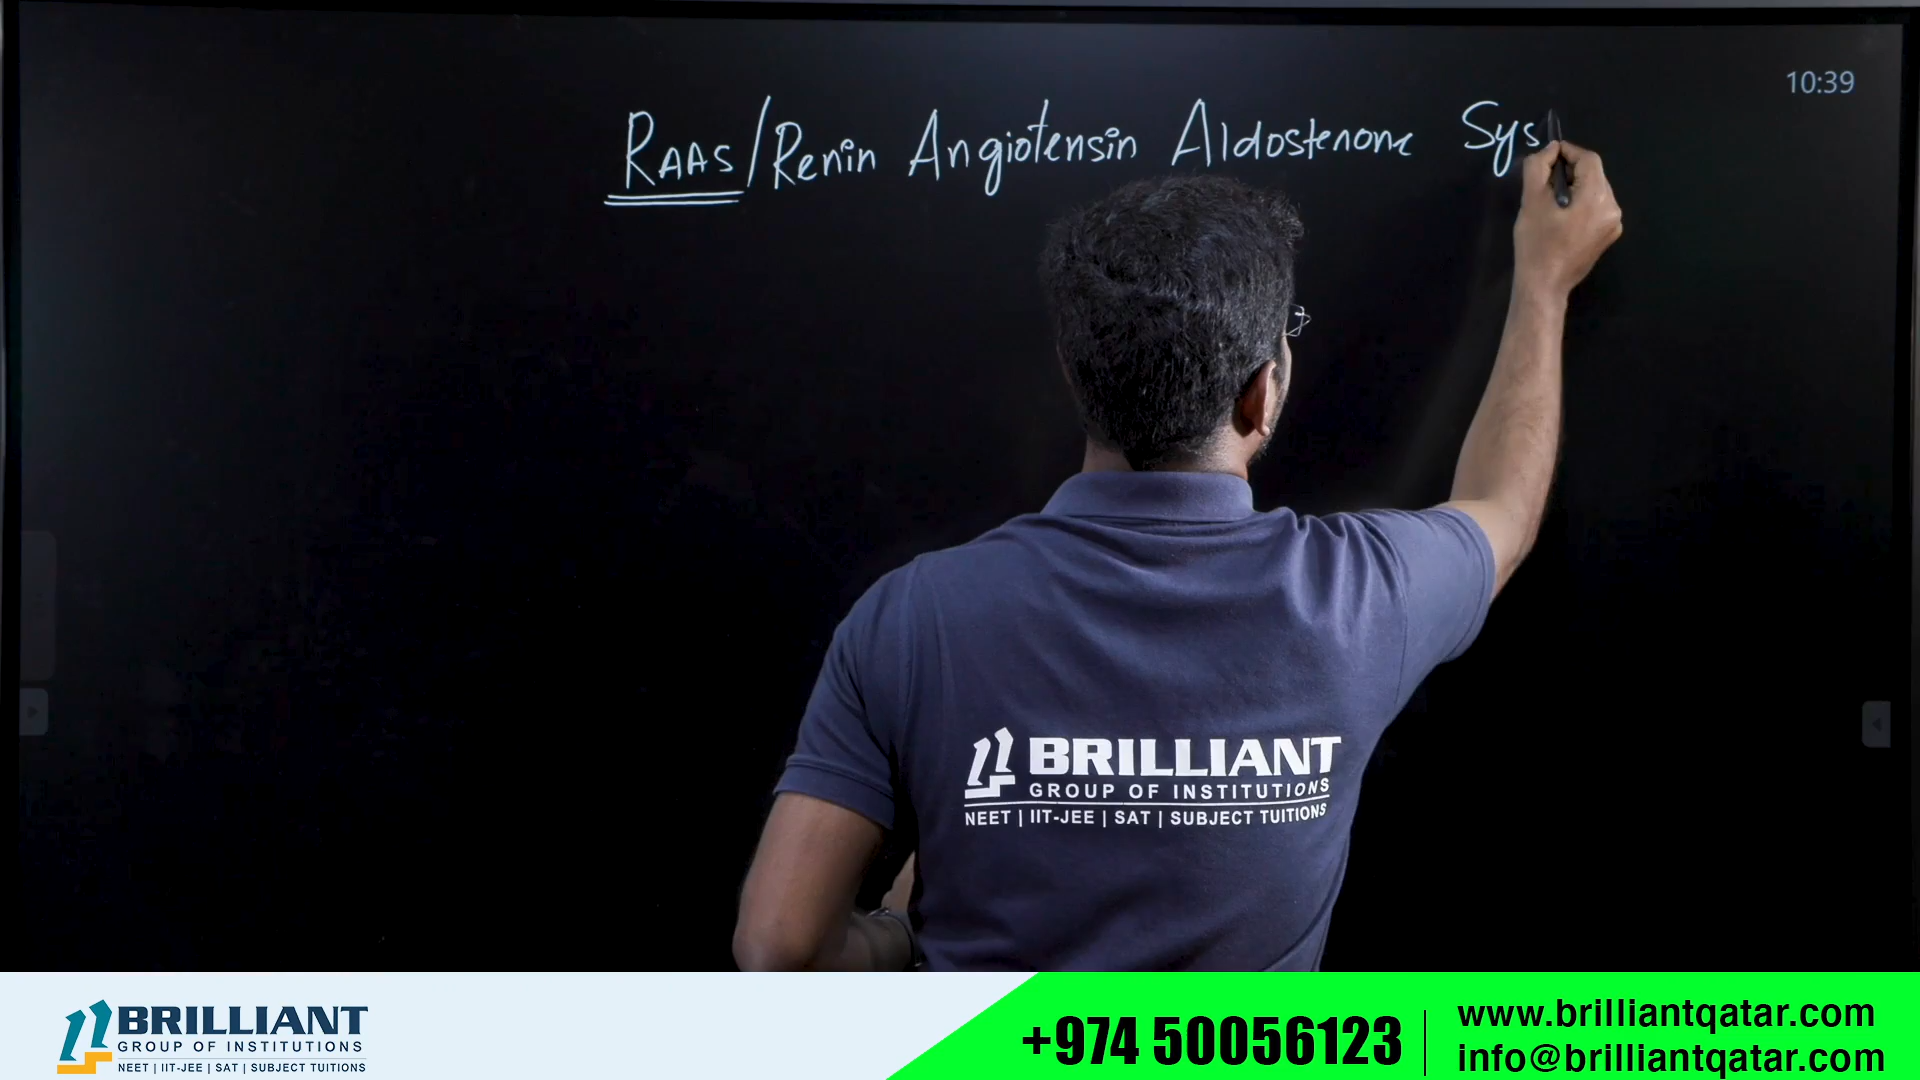 10:39
RAAS/Renin Angiotensin Aldosterone Sys
BRILLIANT
GROUP OF INSTITUTIONS
NEET | IIT-JEE | SAT | SUBJECT TUITIONS
BRILLIANT
GROUP OF INSTITUTIONS
NEET | IIT-JEE | SAT | SUBJECT TUITIONS
+974 50056123
www.brilliantqatar.com
info@brilliantqatar.com